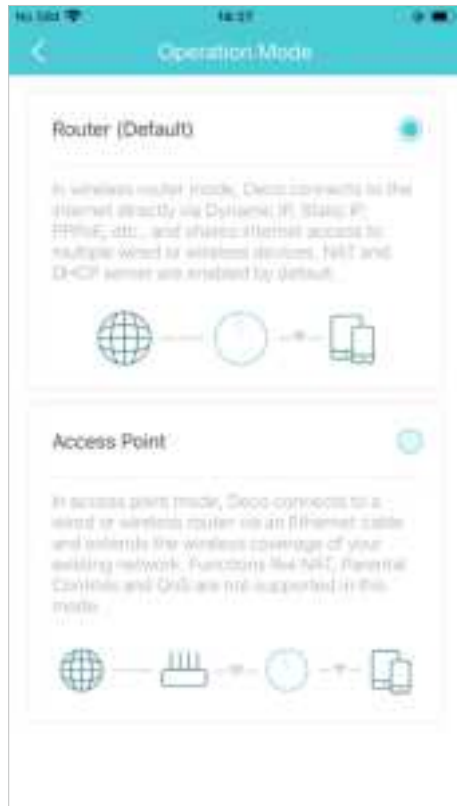 No SIM 16:27
Operation Mode
Router (Default)
In wireless router mode, Deco connects to the
internet directly via Dynamic IP, Static IP,
PPPoE, etc., and shares internet access to
multiple wired or wireless devices. NAT and
DHCP server are enabled by default.
Access Point
In access point mode, Deco connects to a
wired or wireless router via an Ethernet cable
and extends the wireless coverage of your
existing network. Functions like NAT, Parental
Controls and QoS are not supported in this
mode.